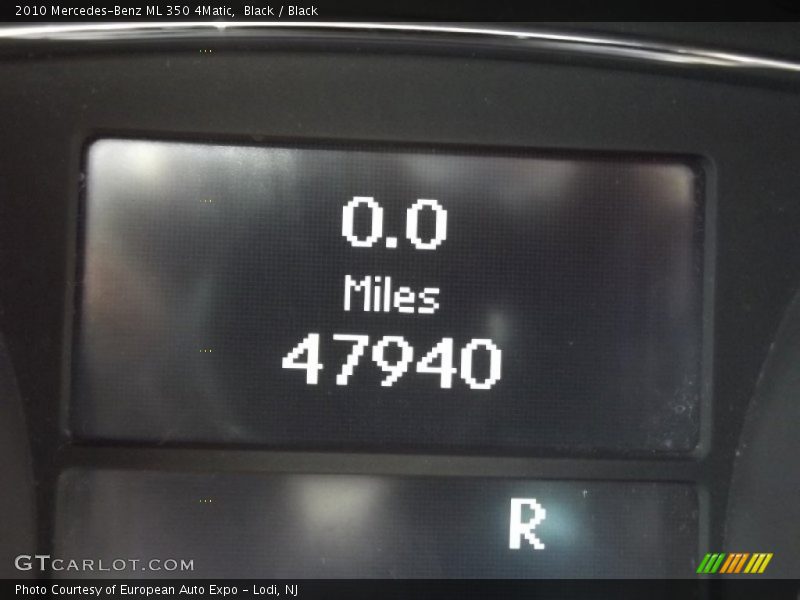 2010 Mercedes-Benz ML 350 4Matic,  Black / Black
0.0
Miles
47940
R
GTCARLOT.COM
Photo Courtesy of European Auto Expo - Lodi, NJ